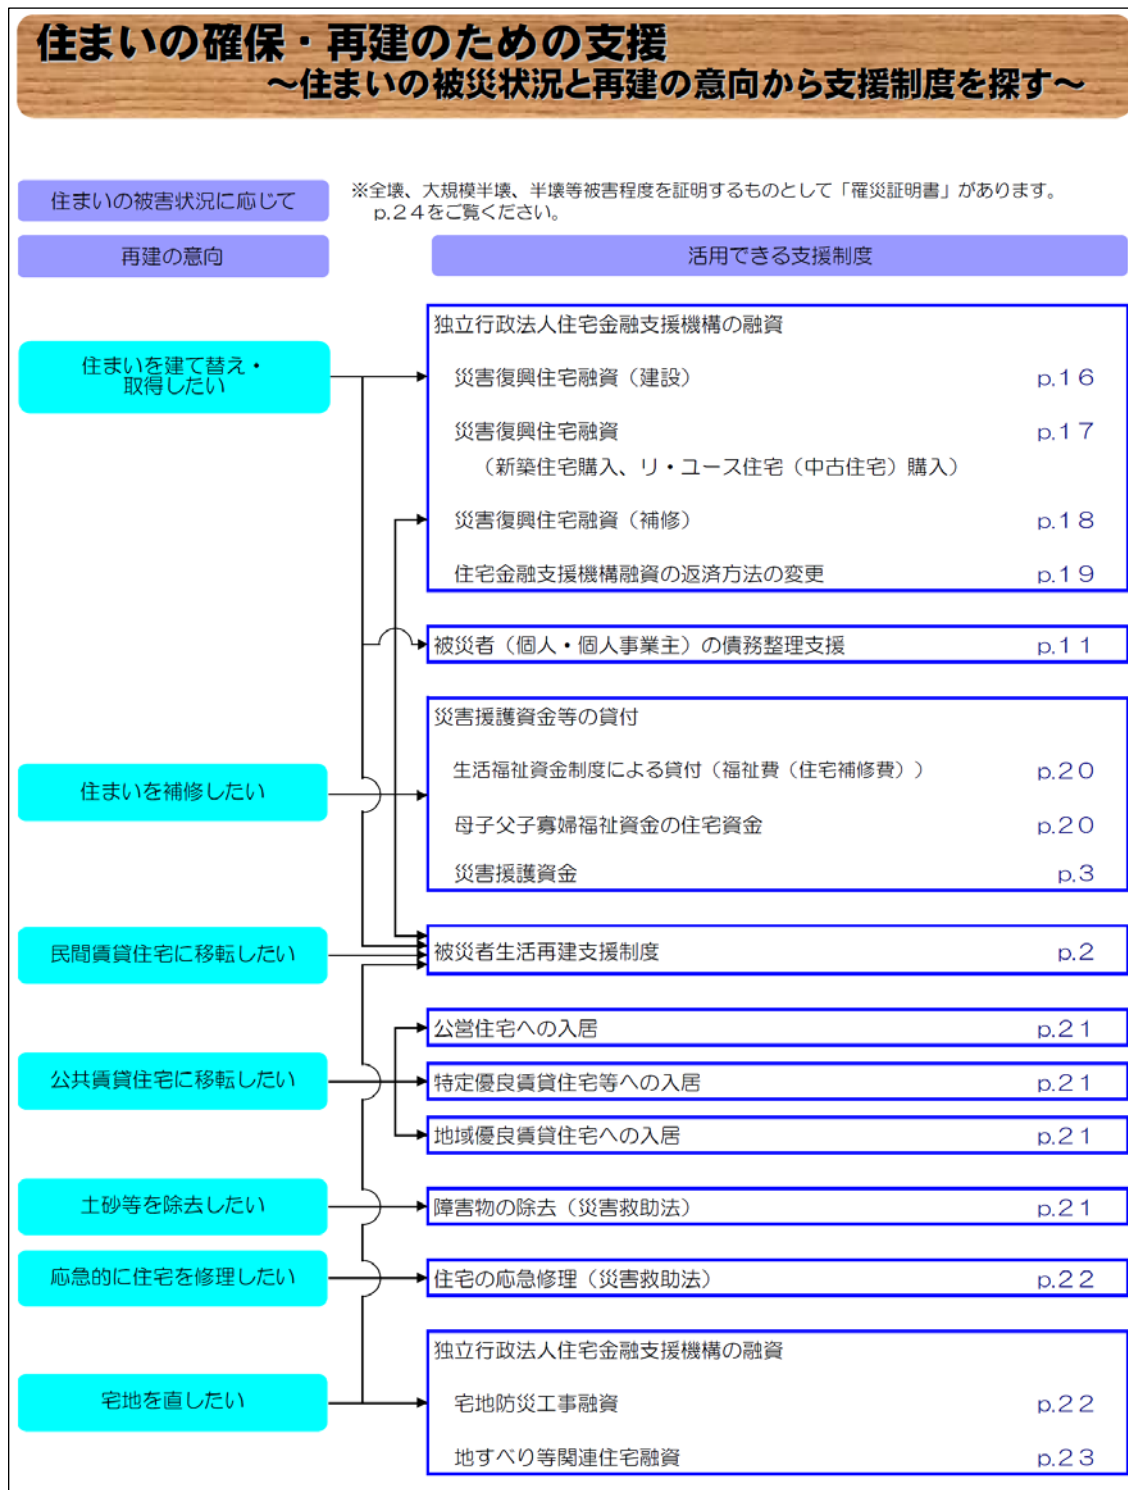 住まいの確保・再建のための支援
～住まいの被災状況と再建の意向から支援制度を探す～
住まいの被害状況に応じて
※全壊、大規模半壊、半壊等被害程度を証明するものとして「罹災証明書」があります。
p.24をご覧ください。
再建の意向
活用できる支援制度
住まいを建て替え・
取得したい
独立行政法人住宅金融支援機構の融資
災害復興住宅融資（建設） p.16
災害復興住宅融資 p.17
（新築住宅購入、リ・ユース住宅（中古住宅）購入）
災害復興住宅融資（補修） p.18
住宅金融支援機構融資の返済方法の変更 p.19
被災者（個人・個人事業主）の債務整理支援 p.11
住まいを補修したい
災害援護資金等の貸付
生活福祉資金制度による貸付（福祉費（住宅補修費）） p.20
母子父子寡婦福祉資金の住宅資金 p.20
災害援護資金 p.3
民間賃貸住宅に移転したい
被災者生活再建支援制度 p.2
公共賃貸住宅に移転したい
公営住宅への入居 p.21
特定優良賃貸住宅等への入居 p.21
地域優良賃貸住宅への入居 p.21
土砂等を除去したい
障害物の除去（災害救助法） p.21
応急的に住宅を修理したい
住宅の応急修理（災害救助法） p.22
宅地を直したい
独立行政法人住宅金融支援機構の融資
宅地防災工事融資 p.22
地すべり等関連住宅融資 p.23